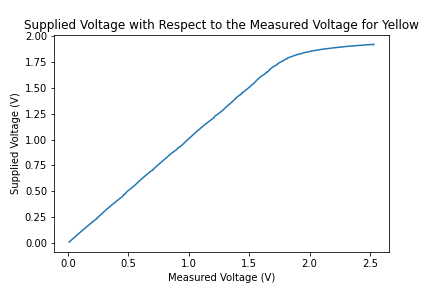 Supplied Voltage with Respect to the Measured Voltage for Yellow
2.00
1.75
1.50
1.25
1.00
0.75
0.50
0.25
0.00
Supplied Voltage (V)
0.0 0.5 1.0 1.5 2.0 2.5
Measured Voltage (V)